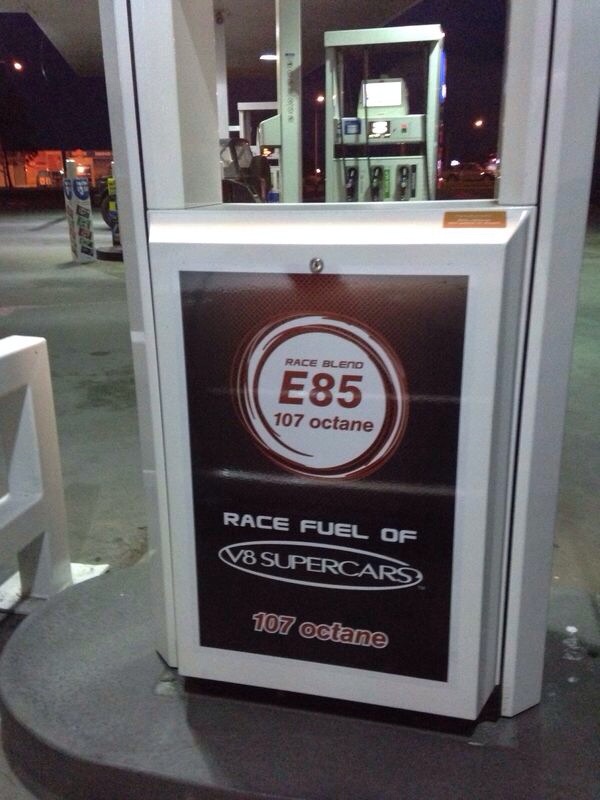 RACE BLEND
E85
107 octane
RACE FUEL OF
V8 SUPERCARS
107 octane